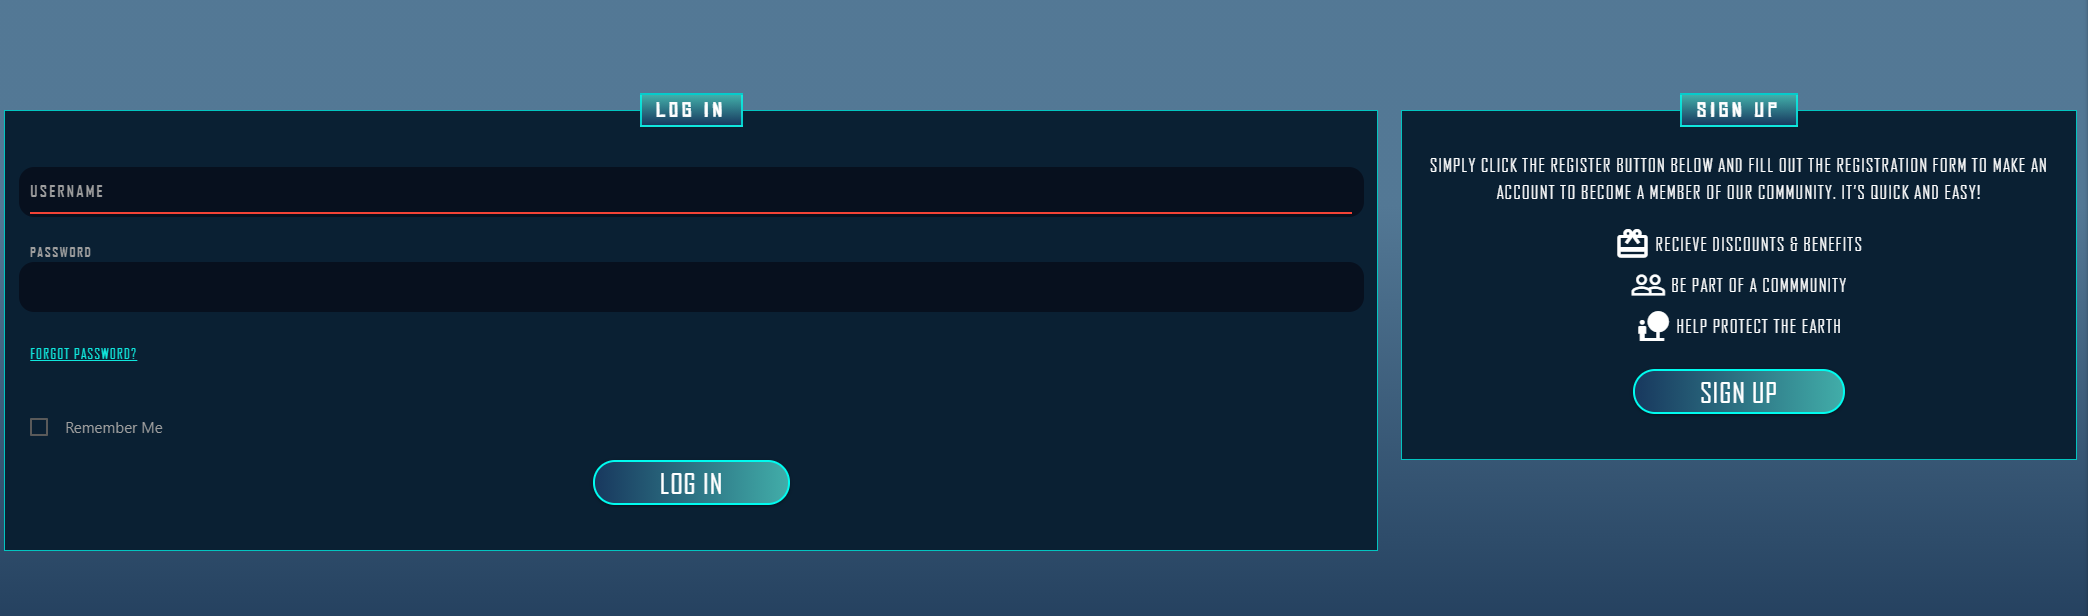 LOG IN
USERNAME
PASSWORD
FORGOT PASSWORD?
Remember Me
LOG IN
SIGN UP
SIMPLY CLICK THE REGISTER BUTTON BELOW AND FILL OUT THE REGISTRATION FORM TO MAKE AN
ACCOUNT TO BECOME A MEMBER OF OUR COMMUNITY. IT'S QUICK AND EASY!
RECIEVE DISCOUNTS & BENEFITS
BE PART OF A COMMMUNITY
HELP PROTECT THE EARTH
SIGN UP